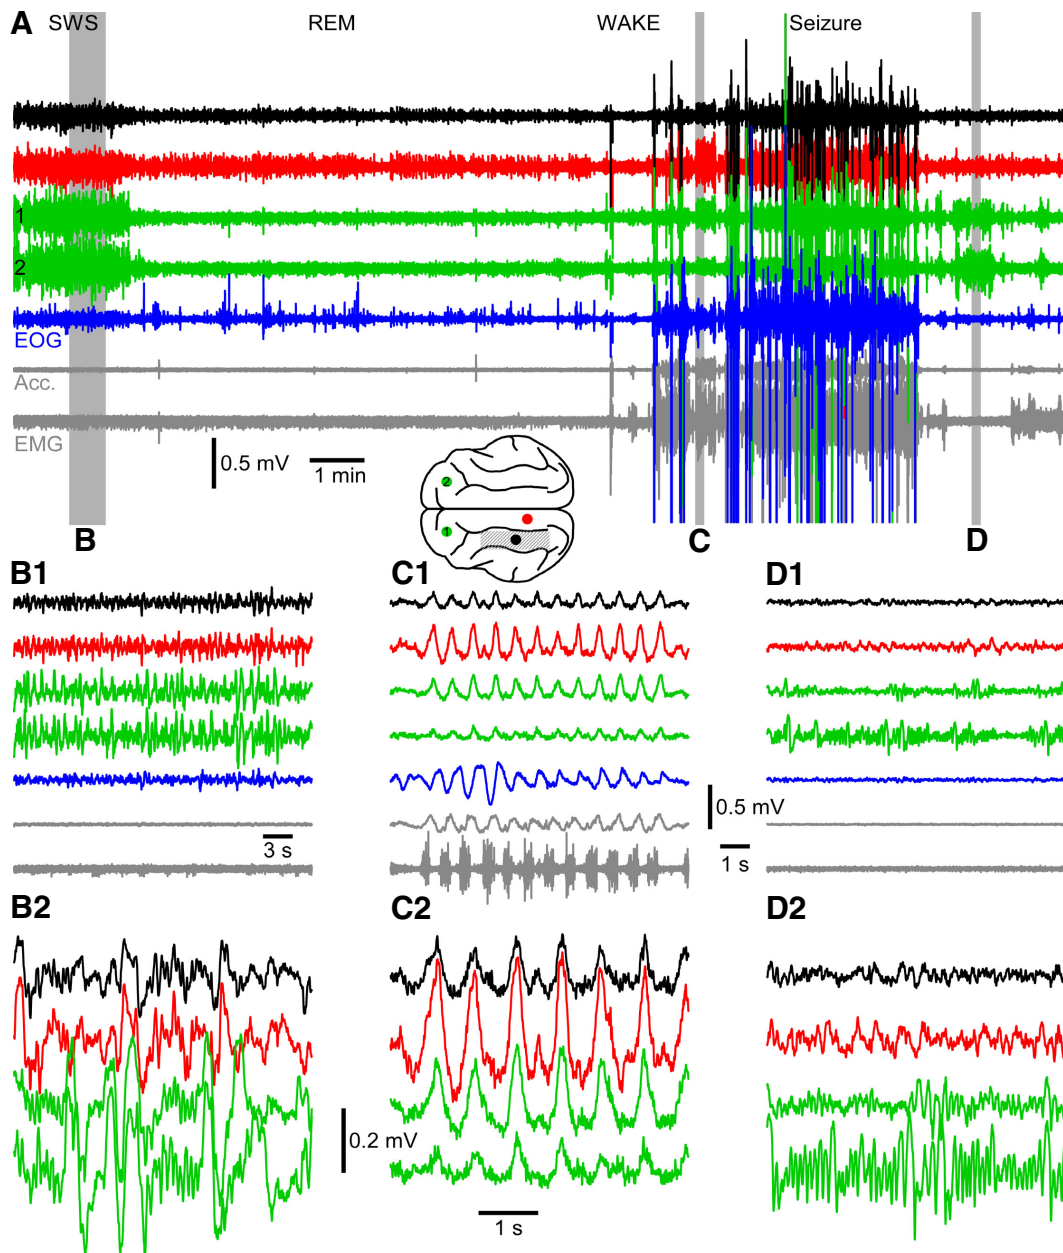 A SWS REM WAKE Seizure
1
2
EOG
Acc.
EMG
0.5 mV 1 min
2
1
B C D
B1 C1 D1
0.5 mV
3 s 1 s
B2 C2 D2
0.2 mV
1 s